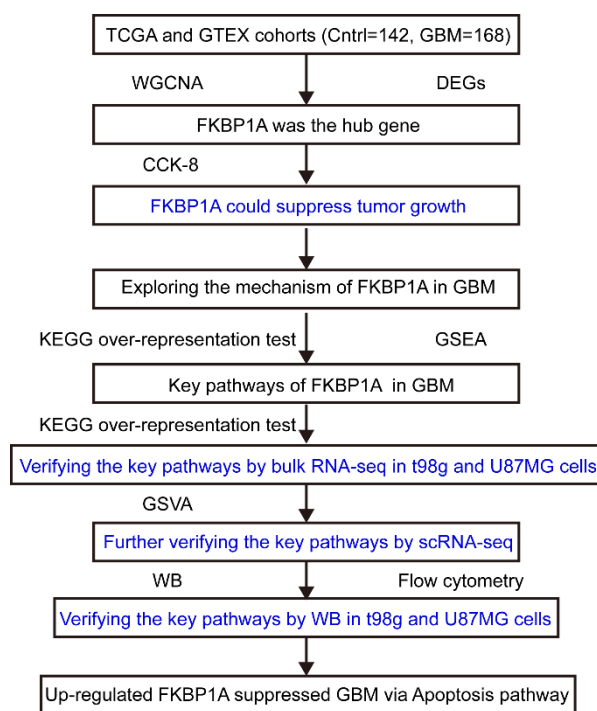 TCGA and GTEX cohorts (Cntrl=142, GBM=168)
WGCNA DEGs
FKBP1A was the hub gene
CCK-8
FKBP1A could suppress tumor growth
Exploring the mechanism of FKBP1A in GBM
KEGG over-representation test GSEA
Key pathways of FKBP1A in GBM
KEGG over-representation test
Verifying the key pathways by bulk RNA-seq in t98g and U87MG cells
GSVA
Further verifying the key pathways by scRNA-seq
WB Flow cytometry
Verifying the key pathways by WB in t98g and U87MG cells
Up-regulated FKBP1A suppressed GBM via Apoptosis pathway